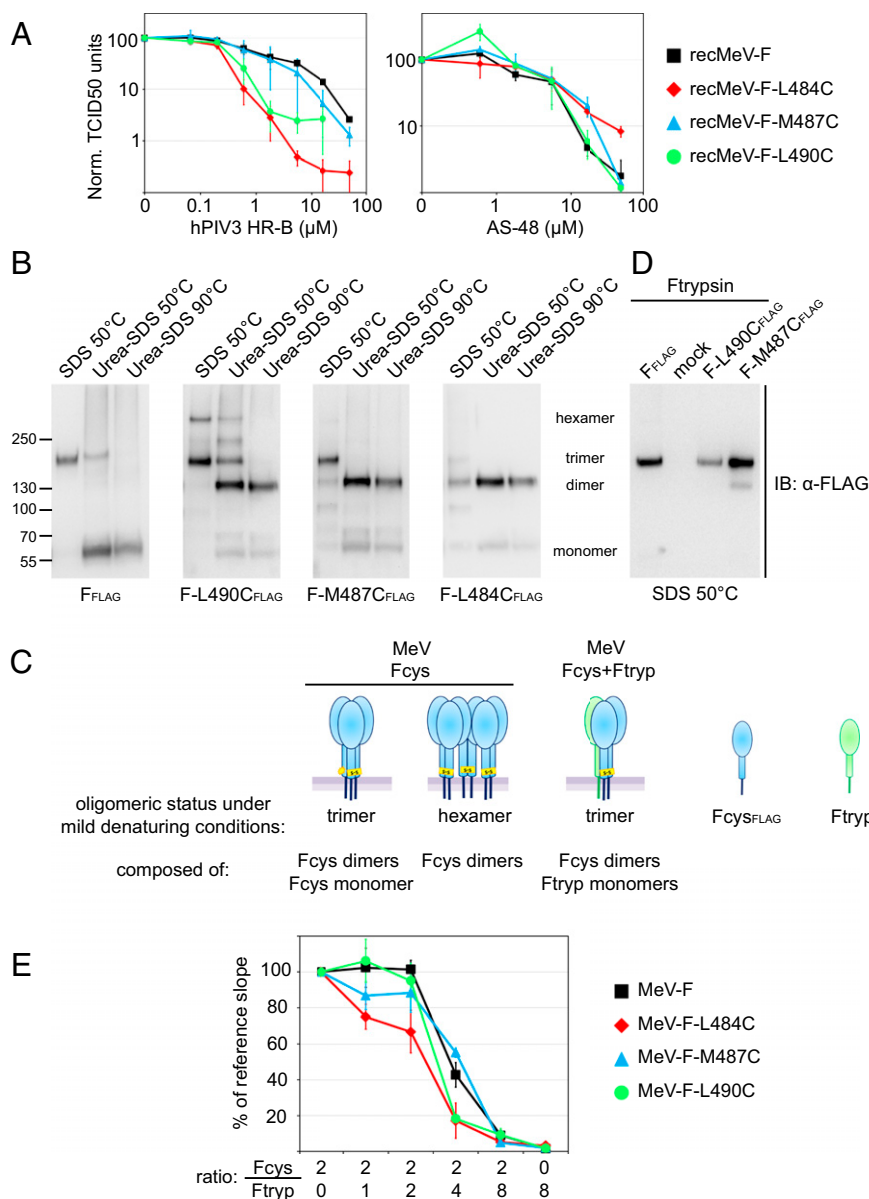 A
Norm. TCID50 units
100
10
1
0
0.1
1
10
100
hPIV3 HR-B (µM)
100
10
0
1
10
100
AS-48 (µM)
recMeV-F
recMeV-F-L484C
recMeV-F-M487C
recMeV-F-L490C
B
SDS 50°C
Urea-SDS 50°C
Urea-SDS 90°C
SDS 50°C
Urea-SDS 50°C
Urea-SDS 90°C
SDS 50°C
Urea-SDS 50°C
Urea-SDS 90°C
SDS 50°C
Urea-SDS 50°C
Urea-SDS 90°C
250
130
100
70
55
hexamer
trimer
dimer
monomer
FFLAG
F-L490CFLAG
F-M487CFLAG
F-L484CFLAG
D
Ftrypsin
FFLAG
mock
F-L490CFLAG
F-M487CFLAG
IB: α-FLAG
SDS 50°C
C
MeV
Fcys
MeV
Fcys+Ftryp
S-S
S-S
S-S
S-S
S-S
oligomeric status under
mild denaturing conditions:
trimer
hexamer
trimer
FcysFLAG
Ftryp
composed of:
Fcys dimers
Fcys monomer
Fcys dimers
Fcys dimers
Ftryp monomers
E
% of reference slope
100
80
60
40
20
MeV-F
MeV-F-L484C
MeV-F-M487C
MeV-F-L490C
ratio:
Fcys
2 2 2 2 2 0
Ftryp
0 1 2 4 8 8